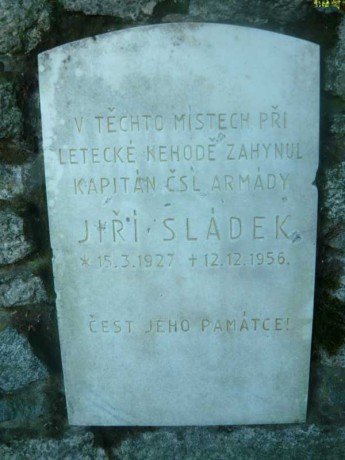 V TĚCHTO MÍSTECH PŘI
LETECKÉ NEHODĚ ZAHYNUL
KAPITÁN ČSL ARMÁDY
JIŘÍ SLÁDEK
* 15.3.1927 + 12.12.1956.
ČEST JEHO PAMÁTCE!